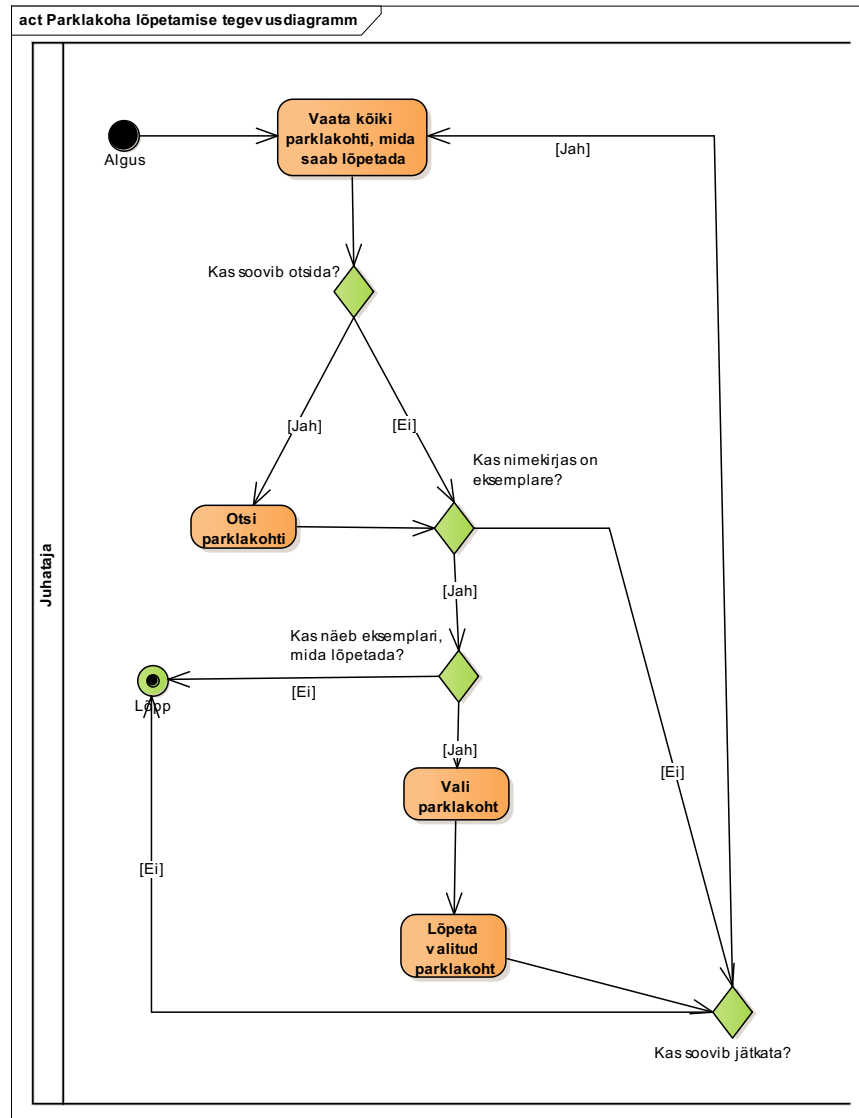 act Parklakoha lõpetamise tegevusdiagramm
Vaata kõiki
parklakohti, mida
saab lõpetada
Algus
[Jah]
Kas soovib otsida?
[Jah]
[Ei]
Kas nimekirjas on
eksemplare?
Otsi
parklakohti
Juhataja
[Jah]
Kas näeb eksemplari,
mida lõpetada?
[Ei]
Lõpp
[Jah]
[Ei]
Vali
parklakoht
[Ei]
Lõpeta
valitud
parklakoht
Kas soovib jätkata?